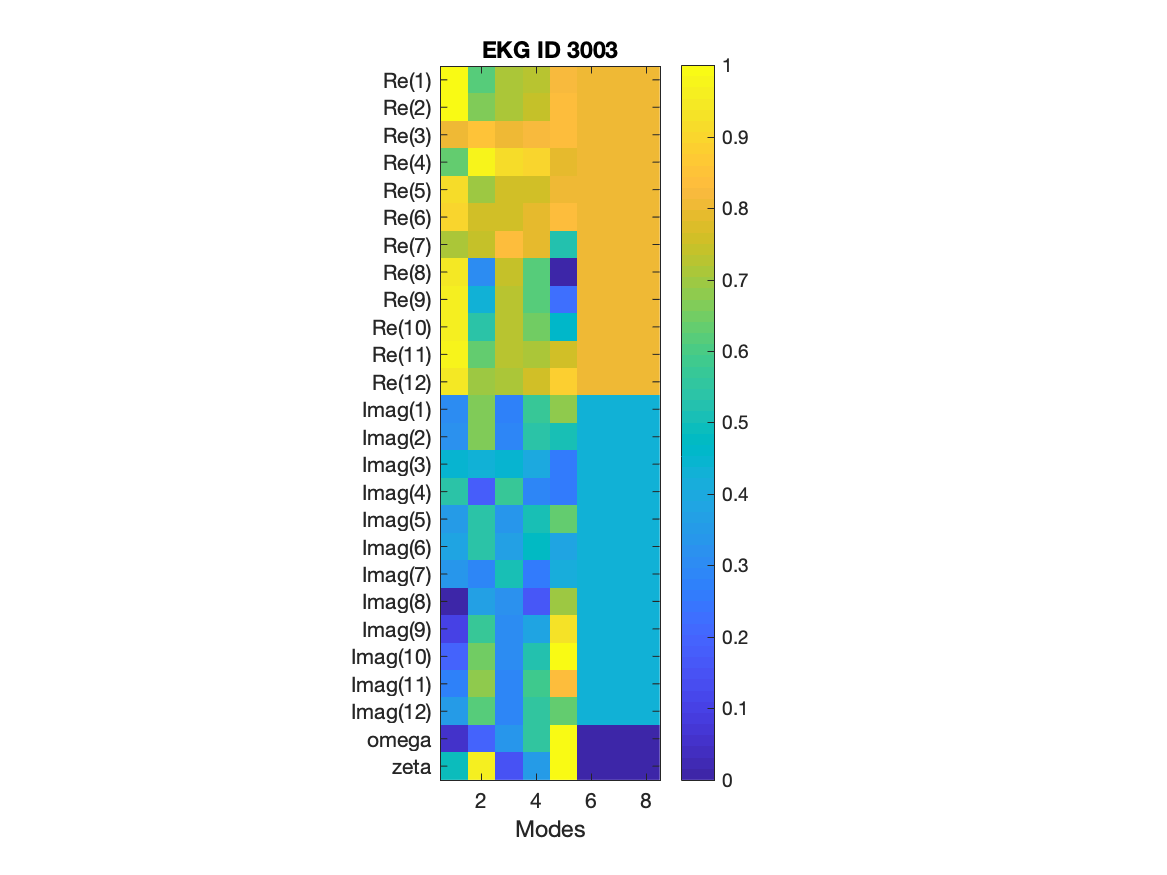 EKG ID 3003
Re(1)
Re(2)
Re(3)
Re(4)
Re(5)
Re(6)
Re(7)
Re(8)
Re(9)
Re(10)
Re(11)
Re(12)
Imag(1)
Imag(2)
Imag(3)
Imag(4)
Imag(5)
Imag(6)
Imag(7)
Imag(8)
Imag(9)
Imag(10)
Imag(11)
Imag(12)
omega
zeta
2 4 6 8
Modes
1
0.9
0.8
0.7
0.6
0.5
0.4
0.3
0.2
0.1
0